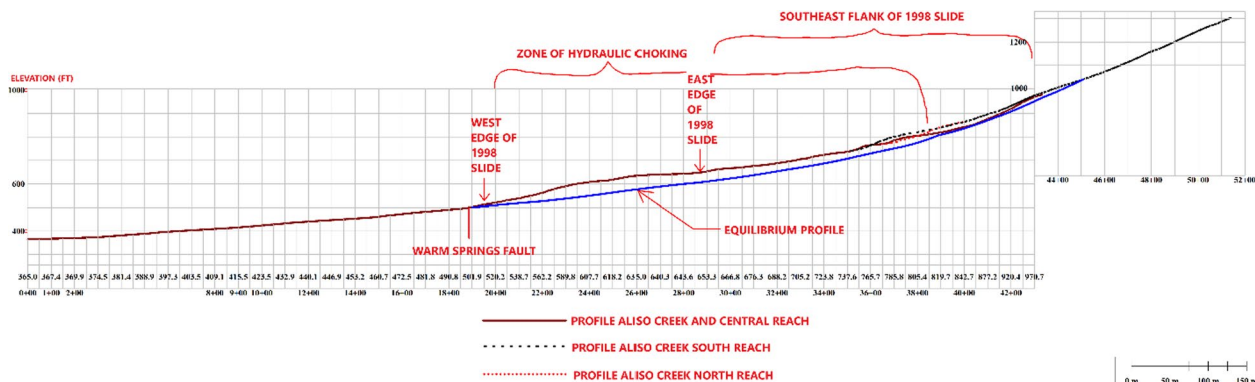 SOUTHEAST FLANK OF 1998 SLIDE
ZONE OF HYDRAULIC CHOKING
1200
ELEVATION (FT)
1000
1000
EAST
EDGE
OF
1998
SLIDE
WEST
EDGE OF
1998
SLIDE
600
400
44+00 46+00 48+00 50+00 52+00
EQUILIBRIUM PROFILE
WARM SPRINGS FAULT
365.0 367.4 369.9 374.5 381.4 388.9 397.3 403.5 409.1 415.5 423.5 432.9 440.1 446.9 453.2 460.7 472.5 481.8 490.8 501.9 520.2 538.7 562.2 589.8 607.7 618.2 635.0 640.3 643.6 653.3 666.8 676.3 688.2 705.2 723.8 737.6 765.7 785.8 805.4 819.7 842.7 877.2 920.4 970.7
0+00 1+00 2+00 8+00 9+00 10+00 12+00 14+00 16+00 18+00 20+00 22+00 24+00 26+00 28+00 30+00 32+00 34+00 36+00 38+00 40+00 42+00
PROFILE ALISO CREEK AND CENTRAL REACH
PROFILE ALISO CREEK SOUTH REACH
PROFILE ALISO CREEK NORTH REACH
0 m 50 m 100 m 150 m